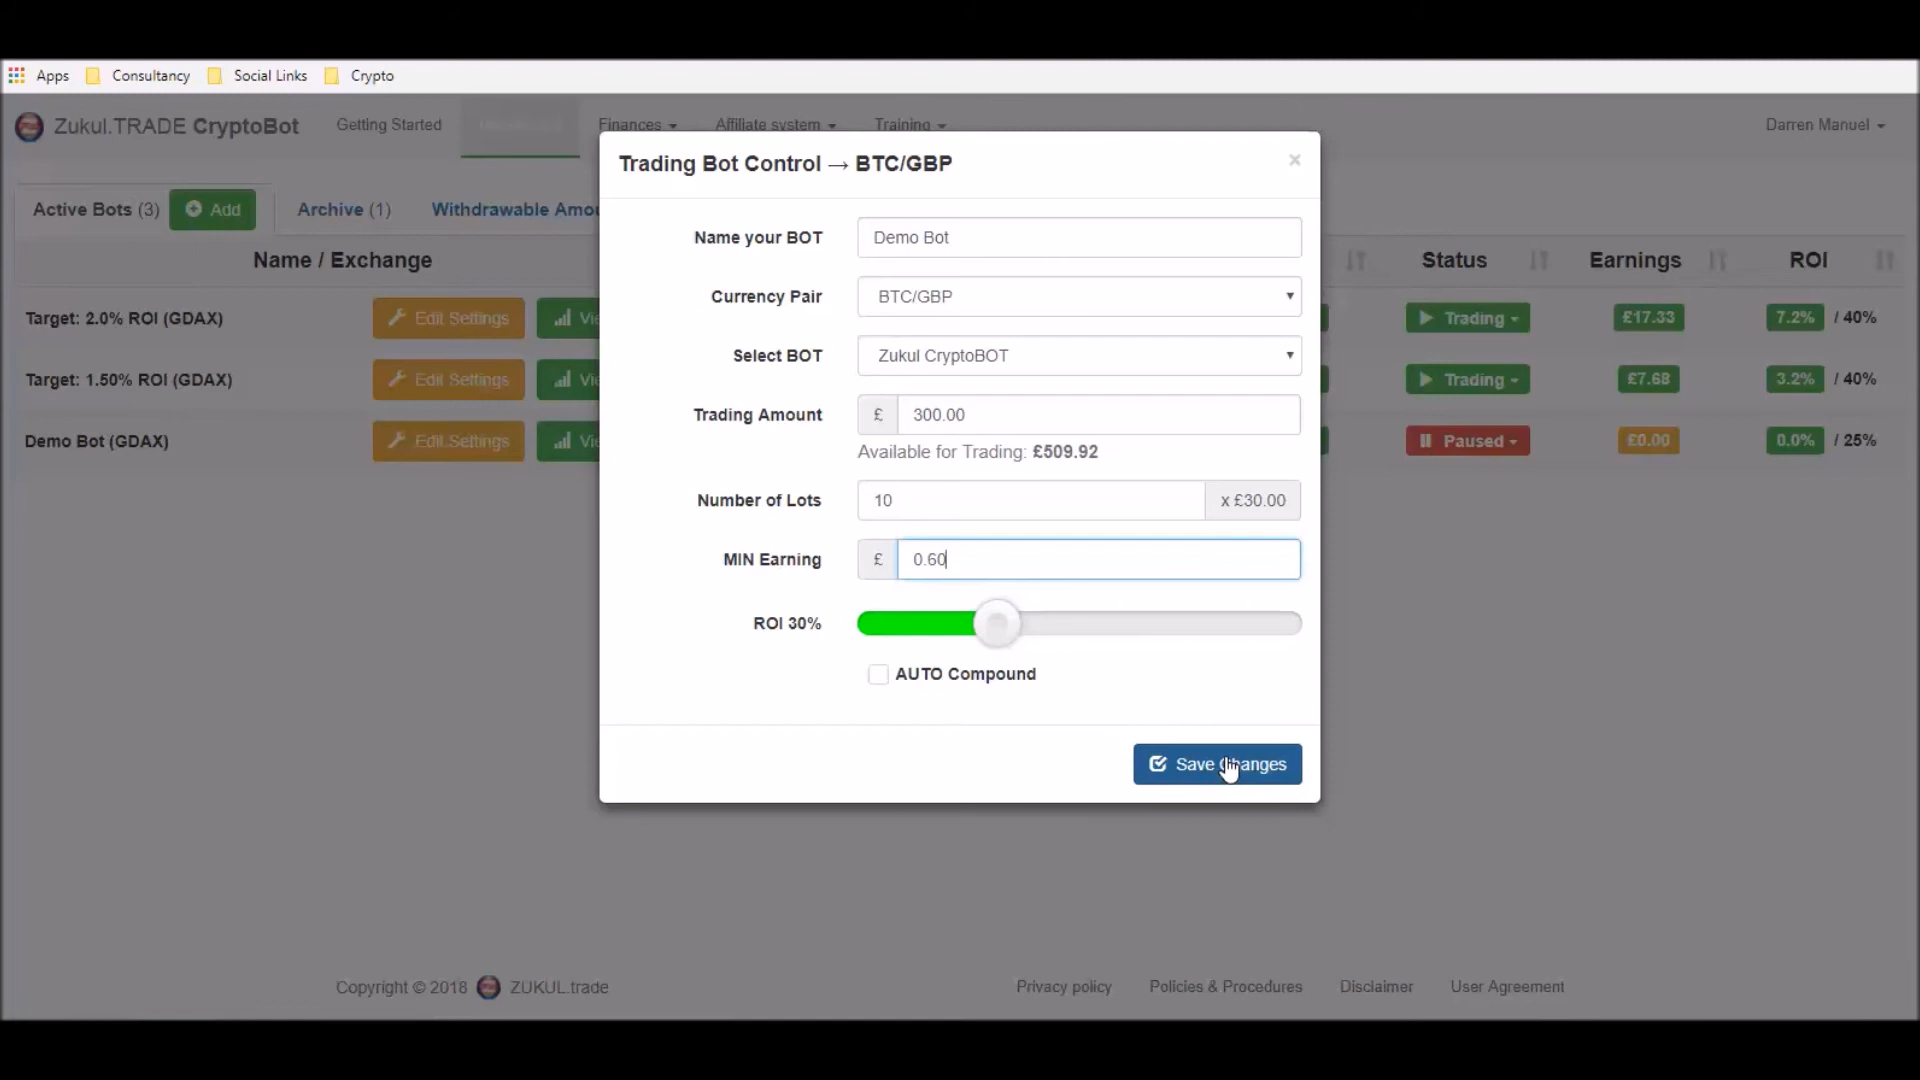 Apps Consultancy Social Links Crypto
Zukul.TRADE CryptoBot Getting Started Finances Affiliate system Training Darren Manuel
Trading Bot Control → BTC/GBP ×
Active Bots (3) Add Archive (1) Withdrawable Amou
Name / Exchange Status Earnings ROI
Target: 2.0% ROI (GDAX) Edit Settings Vie Trading £17.33 7.2% / 40%
Target: 1.50% ROI (GDAX) Edit Settings Vie Trading £7.68 3.2% / 40%
Demo Bot (GDAX) Edit Settings Vie Paused £0.00 0.0% / 25%
Name your BOT Demo Bot
Currency Pair BTC/GBP
Select BOT Zukul CryptoBOT
Trading Amount £ 300.00
Available for Trading: £509.92
Number of Lots 10 x £30.00
MIN Earning £ 0.60
ROI 30%
AUTO Compound
Save Changes
Copyright © 2018 ZUKUL.trade Privacy policy Policies & Procedures Disclaimer User Agreement